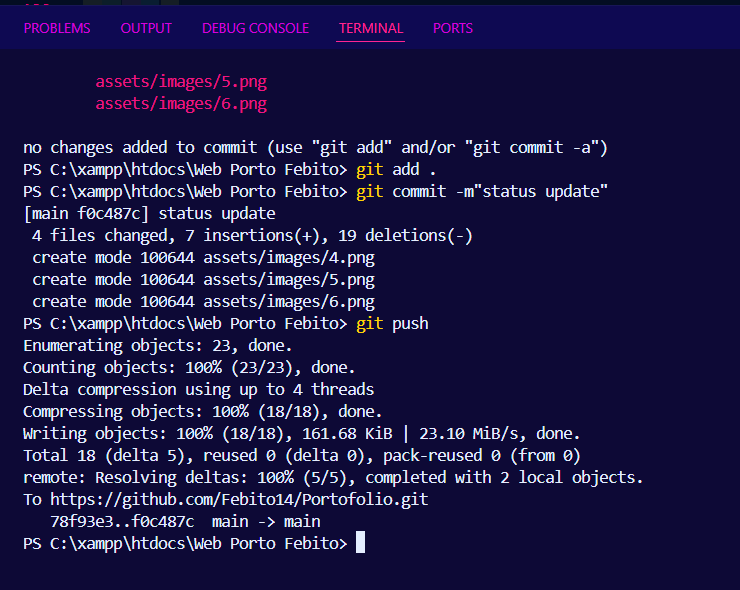 PROBLEMS OUTPUT DEBUG CONSOLE TERMINAL PORTS
assets/images/5.png
assets/images/6.png
no changes added to commit (use "git add" and/or "git commit -a")
PS C:\xampp\htdocs\Web Porto Febito> git add .
PS C:\xampp\htdocs\Web Porto Febito> git commit -m"status update"
[main f0c487c] status update
4 files changed, 7 insertions(+), 19 deletions(-)
create mode 100644 assets/images/4.png
create mode 100644 assets/images/5.png
create mode 100644 assets/images/6.png
PS C:\xampp\htdocs\Web Porto Febito> git push
Enumerating objects: 23, done.
Counting objects: 100% (23/23), done.
Delta compression using up to 4 threads
Compressing objects: 100% (18/18), done.
Writing objects: 100% (18/18), 161.68 KiB | 23.10 MiB/s, done.
Total 18 (delta 5), reused 0 (delta 0), pack-reused 0 (from 0)
remote: Resolving deltas: 100% (5/5), completed with 2 local objects.
To https://github.com/Febito14/Portofolio.git
78f93e3..f0c487c  main -> main
PS C:\xampp\htdocs\Web Porto Febito>